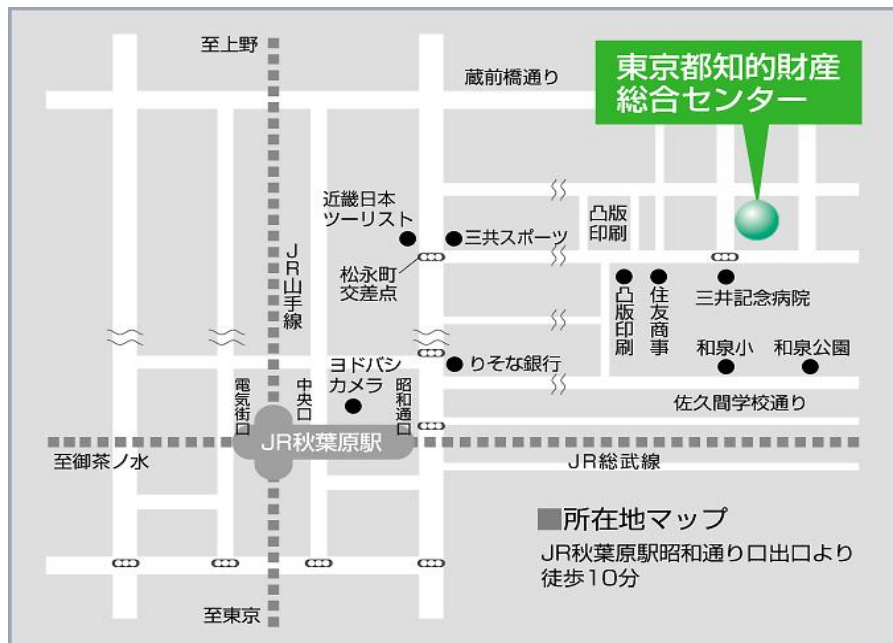 至上野
蔵前橋通り
東京都知的財産
総合センター
近畿日本
ツーリスト
三共スポーツ
凸版
印刷
JR山手線
松永町
交差点
凸版印刷
住友商事
三井記念病院
ヨドバシ
カメラ
りそな銀行
和泉小
和泉公園
電気街口
中央口
昭和通口
佐久間学校通り
JR秋葉原駅
至御茶ノ水
JR総武線
所在地マップ
JR秋葉原駅昭和通り口出口より
徒歩10分
至東京